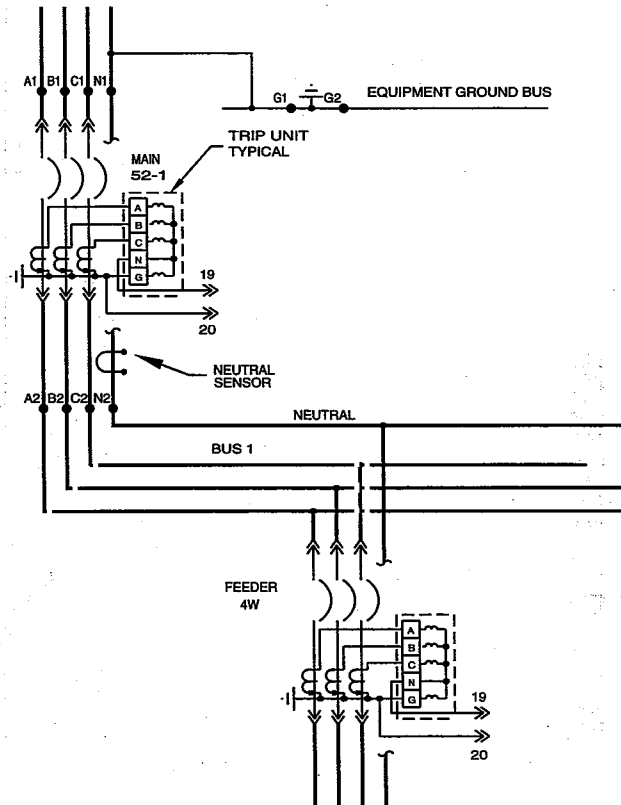 A1 B1 C1 N1
G1 G2 EQUIPMENT GROUND BUS
TRIP UNIT
TYPICAL
MAIN
52-1
A
B
C
N
G
19
20
NEUTRAL
SENSOR
A2 B2 C2 N2
NEUTRAL
BUS 1
FEEDER
4W
A
B
C
N
G
19
20